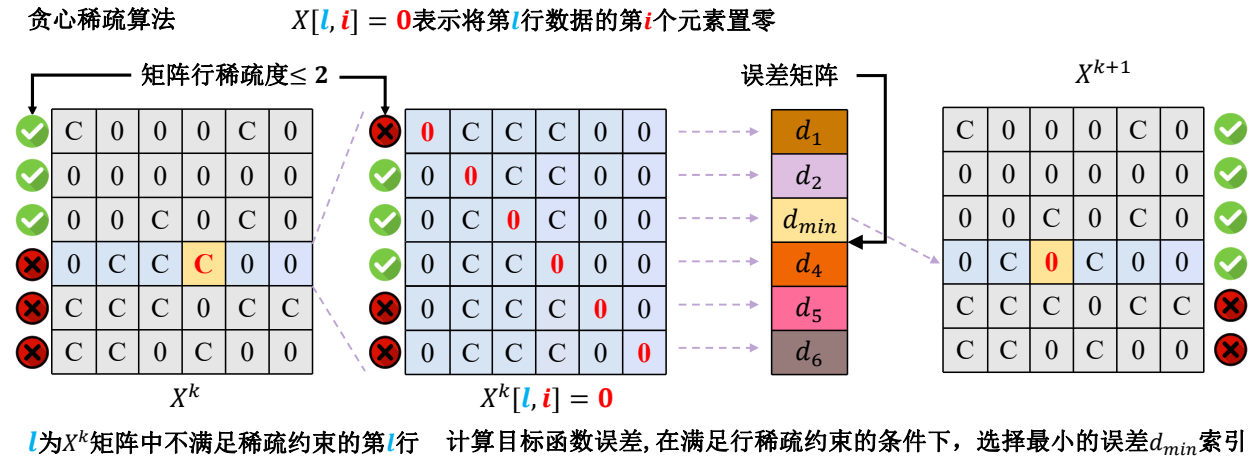 贪心稀疏算法 X[l, i] = 0表示将第l行数据的第i个元素置零
矩阵行稀疏度≤ 2 误差矩阵 X^{k+1}
C 0 0 0 C 0
0 0 0 0 0 0
0 0 C 0 C 0
0 C C C 0 0
C C C 0 C C
C C 0 C 0 0
X^k
0 C C C 0 0
0 0 C C 0 0
0 C 0 C 0 0
0 C C 0 0 0
0 C C C 0 0
0 C C C 0 0
X^k[l, i] = 0
d_1
d_2
d_{min}
d_4
d_5
d_6
C 0 0 0 C 0
0 0 0 0 0 0
0 0 C 0 C 0
0 C 0 C 0 0
C C C 0 C C
C C 0 C 0 0
l为X^k矩阵中不满足稀疏约束的第l行
计算目标函数误差, 在满足行稀疏约束的条件下，选择最小的误差d_{min}索引